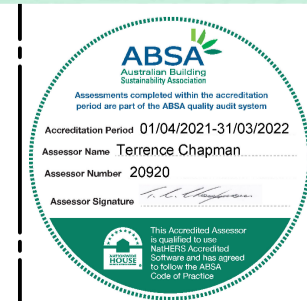 ABSA
Australian Building
Sustainability Association
Assessments completed within the accreditation
period are part of the ABSA quality audit system
Accreditation Period 01/04/2021-31/03/2022
Assessor Name Terrence Chapman
Assessor Number 20920
Assessor Signature
This Accredited Assessor
is qualified to use
NatHERS Accredited
Software and has agreed
to follow the ABSA
Code of Practice
HOUSE